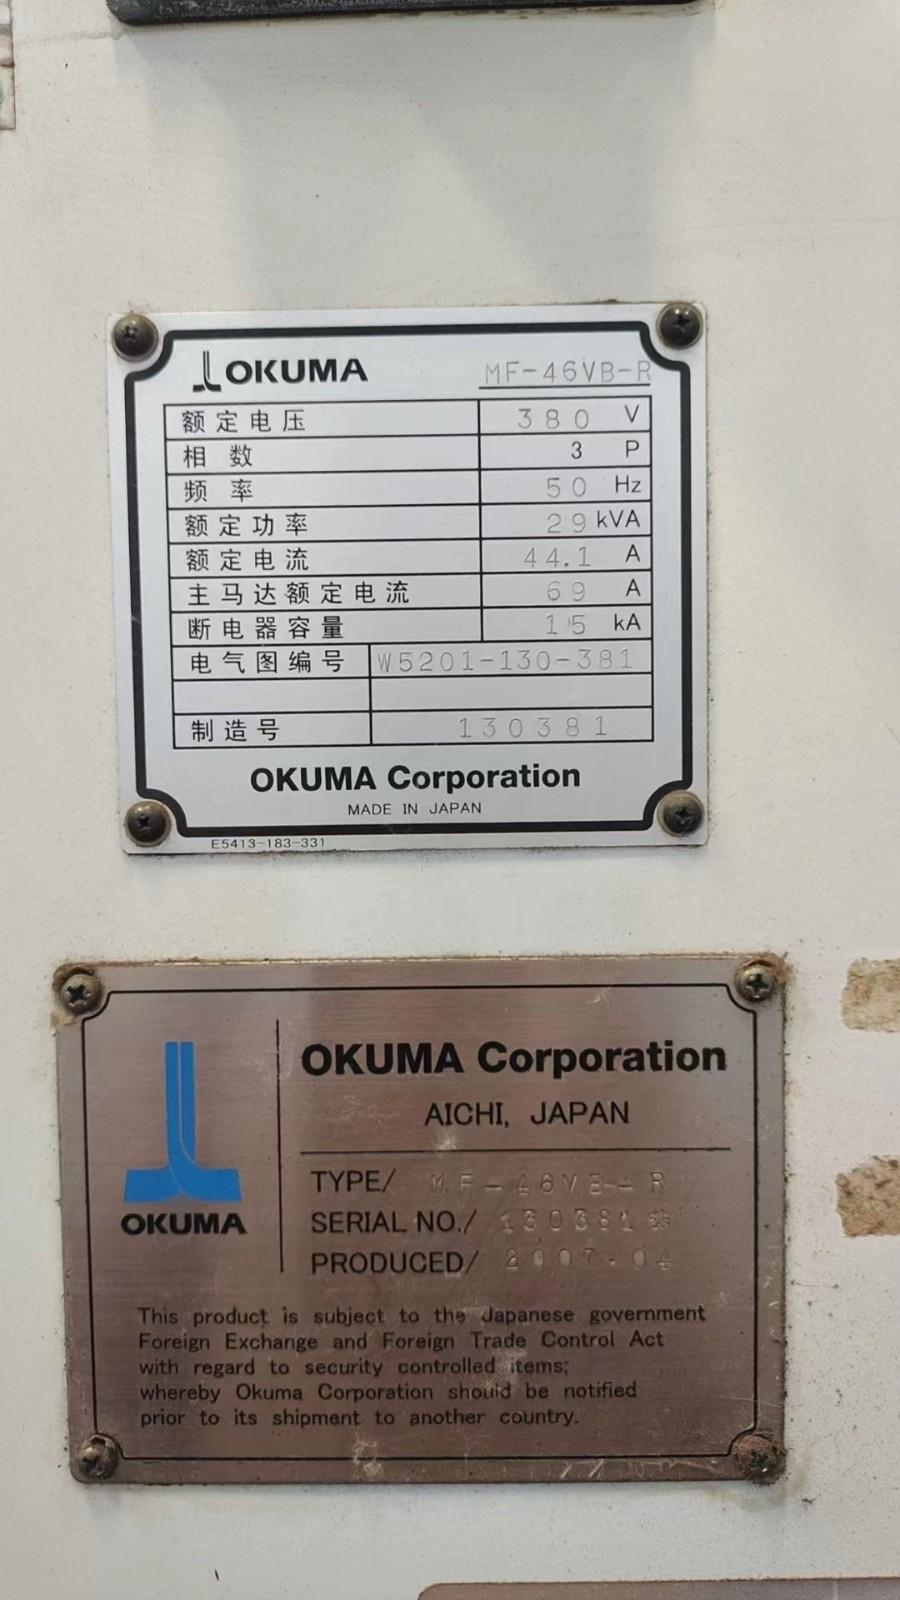 OKUMA MF-46VB-R
额定电压 380 V
相数 3 P
频率 50 Hz
额定功率 29 kVA
额定电流 44.1 A
主马达额定电流 69 A
断电器容量 15 kA
电气图编号 W5201-130-381
制造号 130381
OKUMA Corporation
MADE IN JAPAN
E5413-183-331
OKUMA Corporation
AICHI, JAPAN
OKUMA
TYPE/ MF-46VB-R
SERIAL NO./ 130381
PRODUCED/ 2007.04
This product is subject to the Japanese government
Foreign Exchange and Foreign Trade Control Act
with regard to security controlled items;
whereby Okuma Corporation should be notified
prior to its shipment to another country.